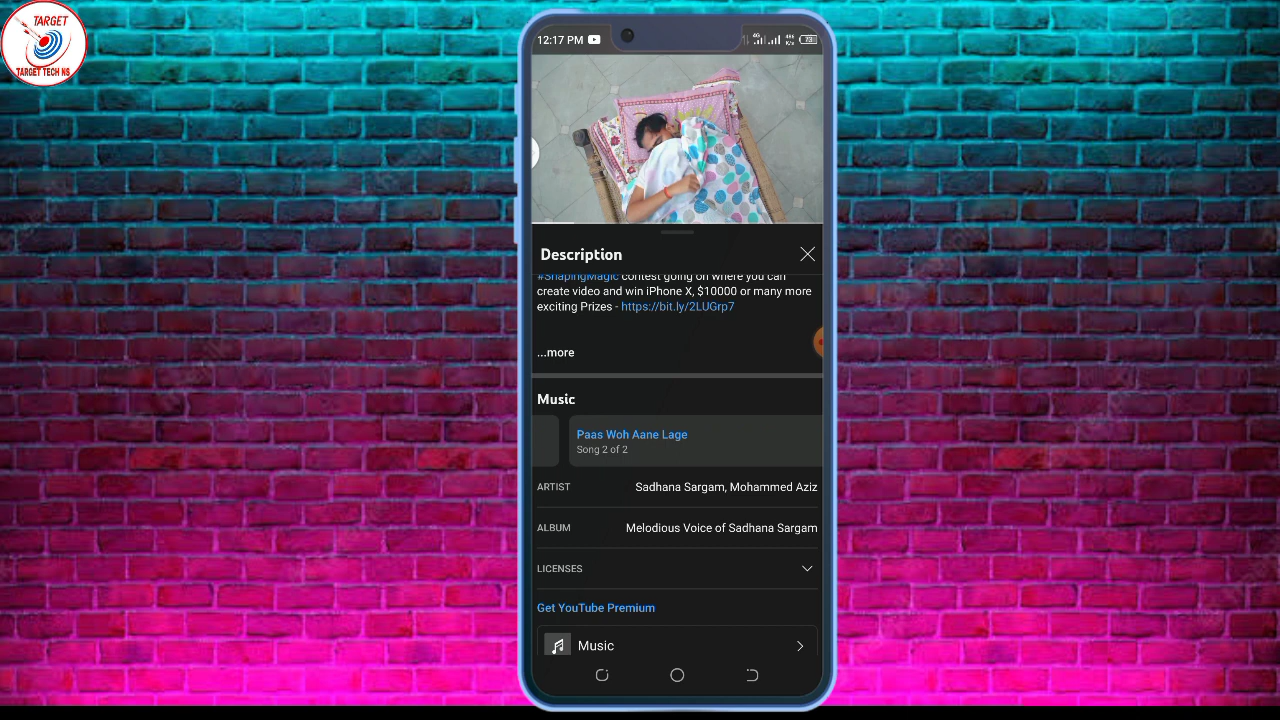 TARGET
TARGET TECH NS
12:17 PM
4G
73
Description
#ShapingMagic contest going on where you can
create video and win iPhone X, $10000 or many more
exciting Prizes - https://bit.ly/2LUGrp7
...more
Music
Paas Woh Aane Lage
Song 2 of 2
ARTIST Sadhana Sargam, Mohammed Aziz
ALBUM Melodious Voice of Sadhana Sargam
LICENSES
Get YouTube Premium
Music